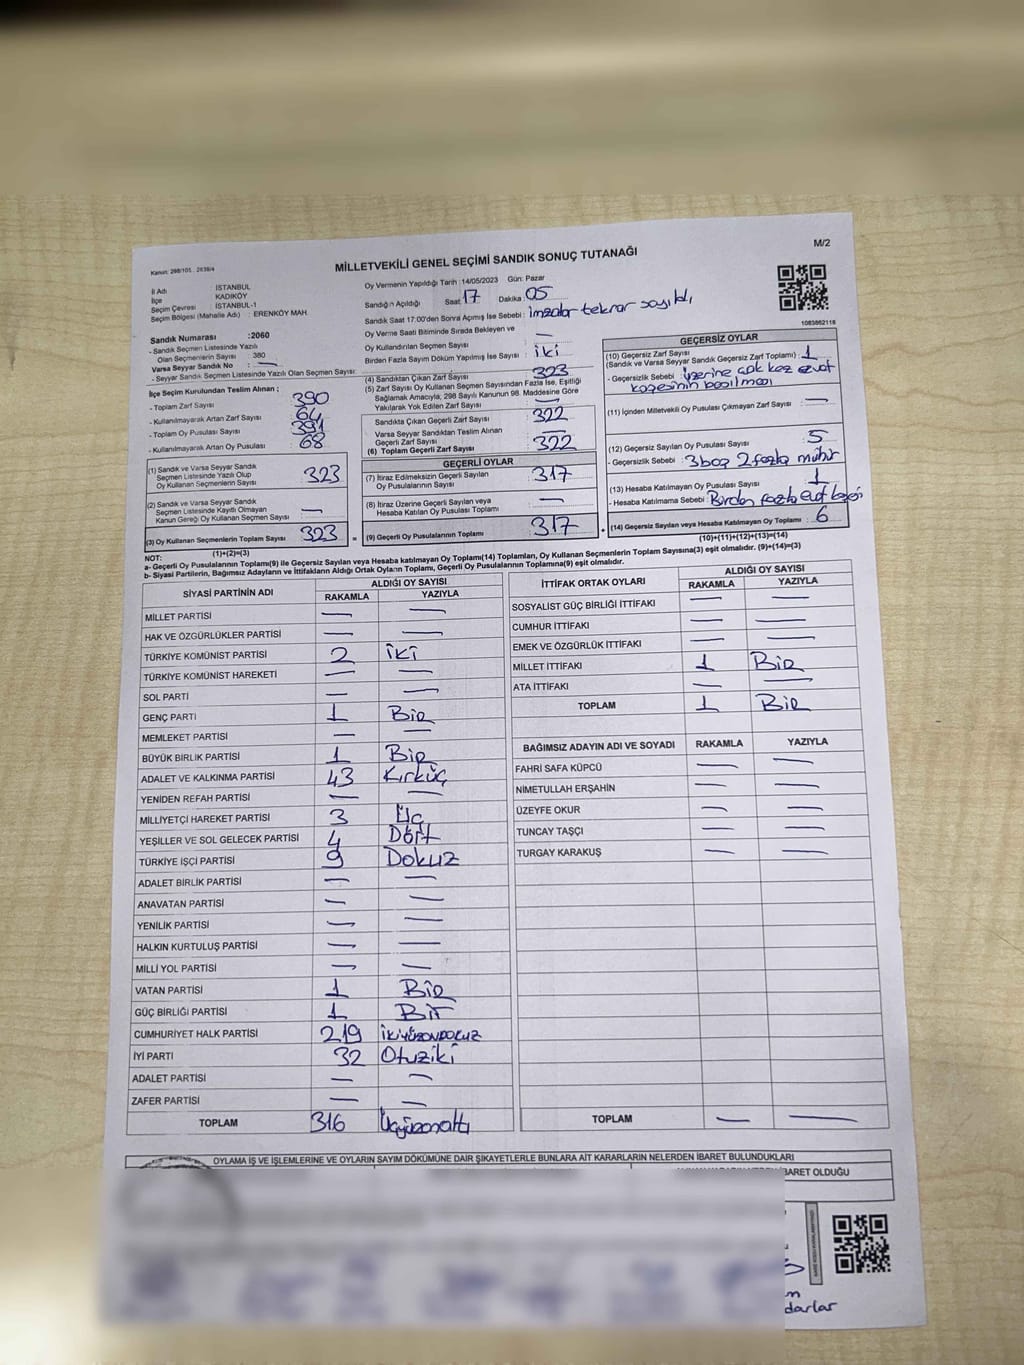 M/2
MİLLETVEKİLİ GENEL SEÇİMİ SANDIK SONUÇ TUTANAĞI
İl Adı : İSTANBUL
İlçe : KADIKÖY
Seçim Çevresi : İSTANBUL-1
Seçim Bölgesi (Mahalle Adı) : ERENKÖY MAH.
Sandık Numarası :2060
- Sandık Seçmen Listesinde Yazılı
Olan Seçmenlerin Sayısı : 380
Varsa Seyyar Sandık No : —
- Seyyar Sandık Seçmen Listesinde Yazılı Olan Seçmen Sayısı:
İlçe Seçim Kurulundan Teslim Alınan ;
- Toplam Zarf Sayısı : 390
- Kullanılmayarak Artan Zarf Sayısı : 64
- Toplam Oy Pusulası Sayısı : 391
- Kullanılmayarak Artan Oy Pusulası : 68
(1) Sandık ve Varsa Seyyar Sandık
Seçmen Listesinde Yazılı Olup
Oy Kullanan Seçmenlerin Sayısı : 323
(2) Sandık ve Varsa Seyyar Sandık
Seçmen Listesinde Kayıtlı Olmayan
Kanun Gereği Oy Kullanan Seçmen Sayısı : —
(3) Oy Kullanan Seçmenlerin Toplam Sayısı : 323
(1)+(2)=(3)
Oy Vermenin Yapıldığı Tarih : 14/05/2023 Gün: Pazar
Sandığın Açıldığı Saat 17 Dakika 05
Sandık Saat 17:00'den Sonra Açılmış İse Sebebi : imzalar tekrar sayıldı
Oy Verme Saati Bitiminde Sırada Bekleyen ve
Oy Kullandırılan Seçmen Sayısı : —
Birden Fazla Sayım Döküm Yapılmış İse Sayısı : iki
(4) Sandıktan Çıkan Zarf Sayısı : 323
(5) Zarf Sayısı Oy Kullanan Seçmen Sayısından Fazla İse, Eşitliği
Sağlamak Amacıyla; 298 Sayılı Kanunun 98. Maddesine Göre
Yakılarak Yok Edilen Zarf Sayısı : —
Sandıkta Çıkan Geçerli Zarf Sayısı : 322
Varsa Seyyar Sandıktan Teslim Alınan
Geçerli Zarf Sayısı : —
(6) Toplam Geçerli Zarf Sayısı : 322
GEÇERLİ OYLAR
(7) İtiraz Edilmeksizin Geçerli Sayılan
Oy Pusulalarının Sayısı : 317
(8) İtiraz Üzerine Geçerli Sayılan veya
Hesaba Katılan Oy Pusulası Toplamı : —
= (9) Geçerli Oy Pusulalarının Toplamı : 317 +
1083862118
GEÇERSİZ OYLAR
(10) Geçersiz Zarf Sayısı
(Sandık ve Varsa Seyyar Sandık Geçersiz Zarf Toplamı) : 1
- Geçersizlik Sebebi : üzerine çok kez evet
kaşesinin basılması
(11) İçinden Milletvekili Oy Pusulası Çıkmayan Zarf Sayısı : —
(12) Geçersiz Sayılan Oy Pusulası Sayısı : 5
- Geçersizlik Sebebi : 3 boş 2 fazla mühür
(13) Hesaba Katılmayan Oy Pusulası Sayısı : 1
- Hesaba Katılmama Sebebi : Birden fazla
(14) Geçersiz Sayılan veya Hesaba Katılmayan Oy Toplamı : 6
(10)+(11)+(12)+(13)=(14)
NOT:
a- Geçerli Oy Pusulalarının Toplamı(9) ile Geçersiz Sayılan veya Hesaba katılmayan Oy Toplamı(14) Toplamları, Oy Kullanan Seçmenlerin Toplam Sayısına(3) eşit olmalıdır. (9)+(14)=(3)
b- Siyasi Partilerin, Bağımsız Adayların ve İttifakların Aldığı Ortak Oyların Toplamı, Geçerli Oy Pusulalarının Toplamına(9) eşit olmalıdır.
SİYASİ PARTİNİN ADI ALDIĞI OY SAYISI
RAKAMLA YAZIYLA
MİLLET PARTİSİ — —
HAK VE ÖZGÜRLÜKLER PARTİSİ — —
TÜRKİYE KOMÜNİST PARTİSİ 2 iki
TÜRKİYE KOMÜNİST HAREKETİ — —
SOL PARTİ — —
GENÇ PARTİ 1 Bir
MEMLEKET PARTİSİ — —
BÜYÜK BİRLİK PARTİSİ 1 Bir
ADALET VE KALKINMA PARTİSİ 43 Kırküç
YENİDEN REFAH PARTİSİ — —
MİLLİYETÇİ HAREKET PARTİSİ 3 Üç
YEŞİLLER VE SOL GELECEK PARTİSİ 4 Dört
TÜRKİYE İŞÇİ PARTİSİ 9 Dokuz
ADALET BİRLİK PARTİSİ — —
ANAVATAN PARTİSİ — —
YENİLİK PARTİSİ — —
HALKIN KURTULUŞ PARTİSİ — —
MİLLİ YOL PARTİSİ — —
VATAN PARTİSİ 1 Bir
GÜÇ BİRLİĞİ PARTİSİ 1 Bir
CUMHURİYET HALK PARTİSİ 219 İKİYÜZONDOKUZ
İYİ PARTİ 32 Otuziki
ADALET PARTİSİ — —
ZAFER PARTİSİ — —
TOPLAM 316 Üçyüzonaltı
İTTİFAK ORTAK OYLARI ALDIĞI OY SAYISI
RAKAMLA YAZIYLA
SOSYALİST GÜÇ BİRLİĞİ İTTİFAKI — —
CUMHUR İTTİFAKI — —
EMEK VE ÖZGÜRLÜK İTTİFAKI — —
MİLLET İTTİFAKI 1 Bir
ATA İTTİFAKI — —
TOPLAM 1 Bir
BAĞIMSIZ ADAYIN ADI VE SOYADI RAKAMLA YAZIYLA
FAHRİ SAFA KÜPCÜ — —
NİMETULLAH ERŞAHİN — —
ÜZEYFE OKUR — —
TUNCAY TAŞÇI — —
TURGAY KARAKUŞ — —
TOPLAM — —
OYLAMA İŞ VE İŞLEMLERİNE VE OYLARIN SAYIM DÖKÜMÜNE DAİR ŞİKAYETLERLE BUNLARA AİT KARARLARIN NELERDEN İBARET BULUNDUKLARI
BARET OLDUĞU
darlar